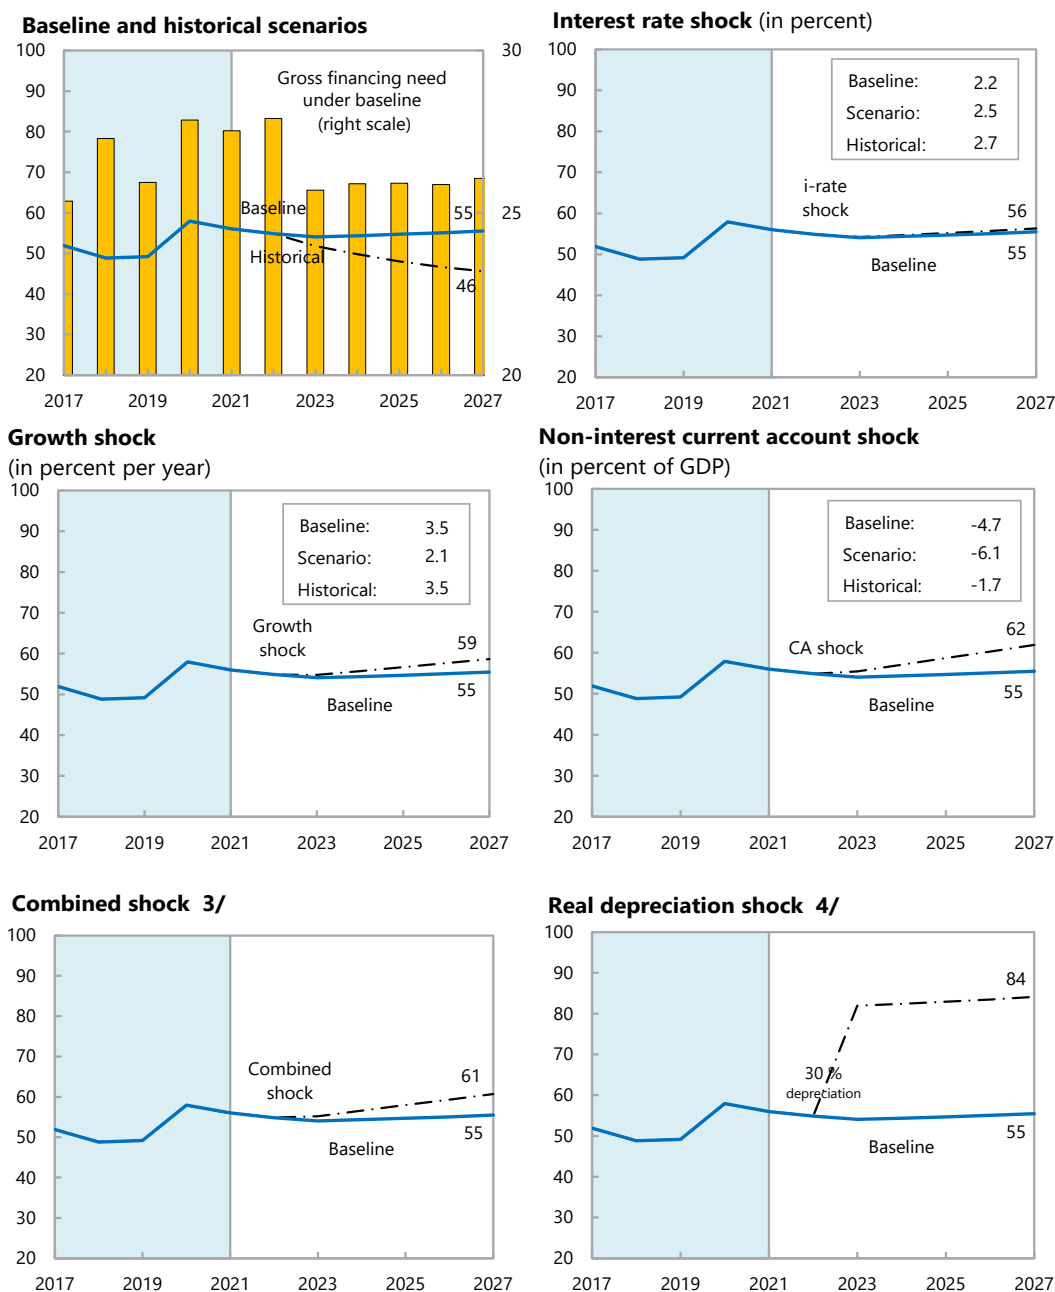 Baseline and historical scenarios
100
90
80
70
60
50
40
30
20
30
25
20
Gross financing need
under baseline
(right scale)
Baseline
55
Historical
46
2017 2019 2021 2023 2025 2027
Interest rate shock (in percent)
100
90
80
70
60
50
40
30
20
Baseline: 2.2
Scenario: 2.5
Historical: 2.7
i-rate
shock
56
Baseline
55
2017 2019 2021 2023 2025 2027
Growth shock
(in percent per year)
100
90
80
70
60
50
40
30
20
Baseline: 3.5
Scenario: 2.1
Historical: 3.5
Growth
shock
59
55
Baseline
2017 2019 2021 2023 2025 2027
Non-interest current account shock
(in percent of GDP)
100
90
80
70
60
50
40
30
20
Baseline: -4.7
Scenario: -6.1
Historical: -1.7
CA shock
62
55
Baseline
2017 2019 2021 2023 2025 2027
Combined shock 3/
100
90
80
70
60
50
40
30
20
Combined
shock
61
55
Baseline
2017 2019 2021 2023 2025 2027
Real depreciation shock 4/
100
90
80
70
60
50
40
30
20
84
30 %
depreciation
55
Baseline
2017 2019 2021 2023 2025 2027